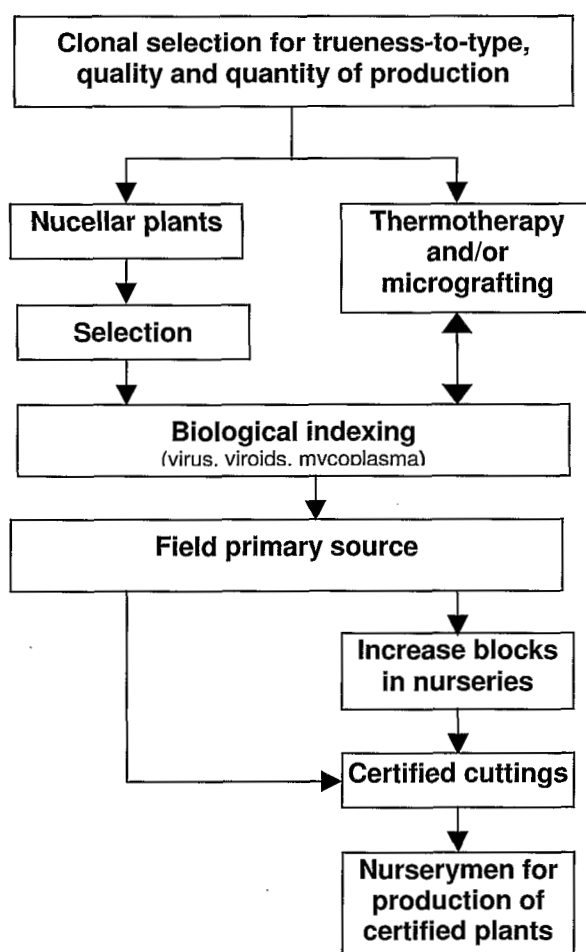 Clonal selection for trueness-to-type,
quality and quantity of production
Nucellar plants
Thermotherapy
and/or
micrografting
Selection
Biological indexing
(virus, viroids, mycoplasma)
Field primary source
Increase blocks
in nurseries
Certified cuttings
Nurserymen for
production of
certified plants